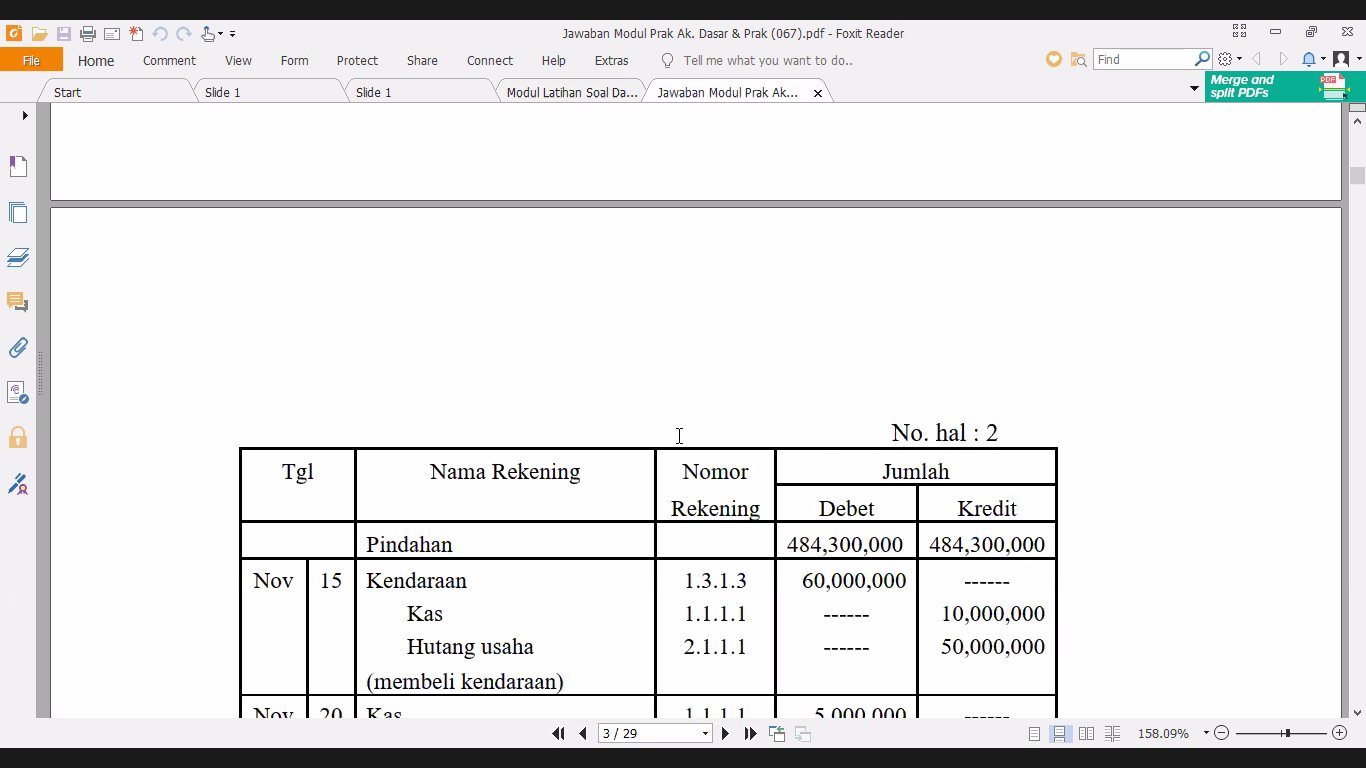 Jawaban Modul Prak Ak. Dasar & Prak (067).pdf - Foxit Reader
File Home Comment View Form Protect Share Connect Help Extras Tell me what you want to do.. Find
Start Slide 1 Slide 1 Modul Latihan Soal Da... Jawaban Modul Prak Ak...
Merge and
split PDFs
No. hal : 2
Tgl Nama Rekening Nomor Jumlah
Rekening Debet Kredit
Pindahan 484,300,000 484,300,000
Nov 15 Kendaraan 1.3.1.3 60,000,000 ------
Kas 1.1.1.1 ------ 10,000,000
Hutang usaha 2.1.1.1 ------ 50,000,000
(membeli kendaraan)
Nov 20 Kas 1.1.1.1 5,000,000 ------
3 / 29 158.09%